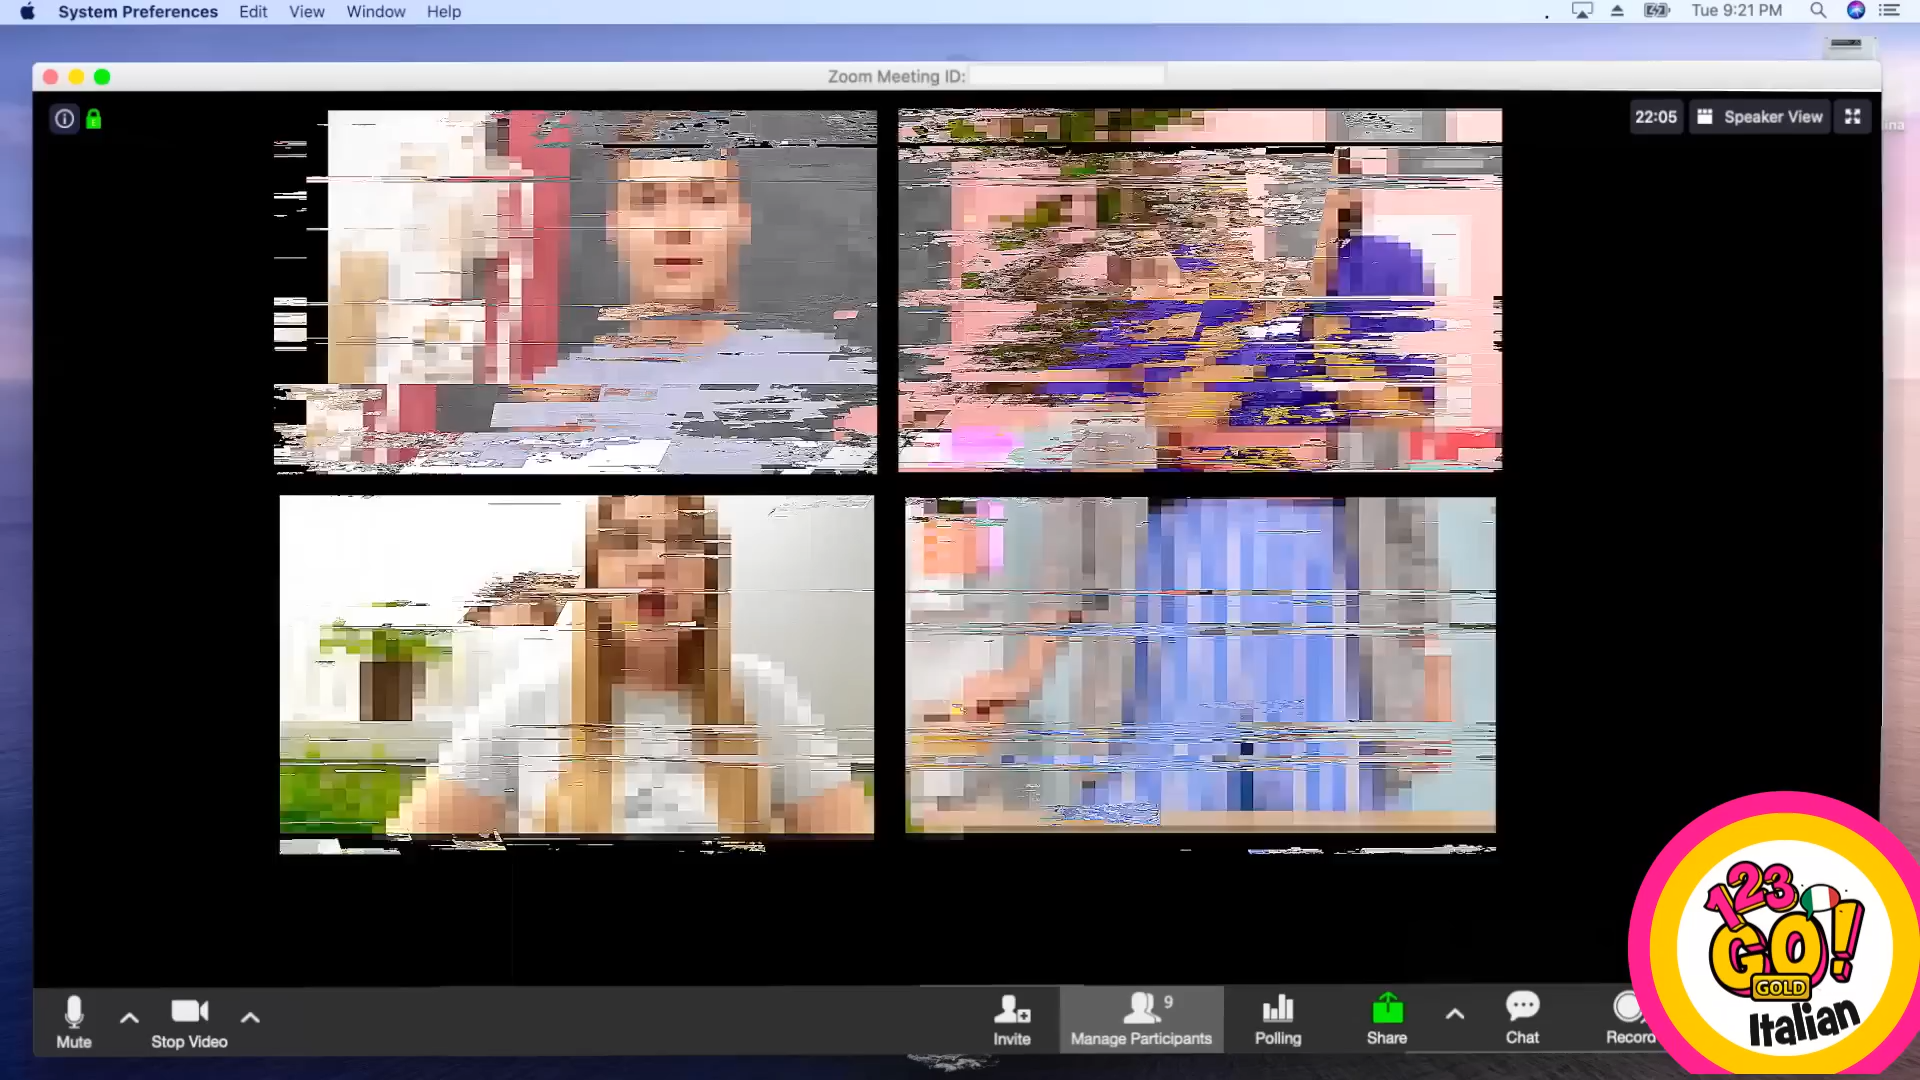 System Preferences Edit View Window Help Tue 9:21 PM
Zoom Meeting ID:
22:05 Speaker View
123
GO!
GOLD
Italian
9
Mute Stop Video Invite Manage Participants Polling Share Chat Record